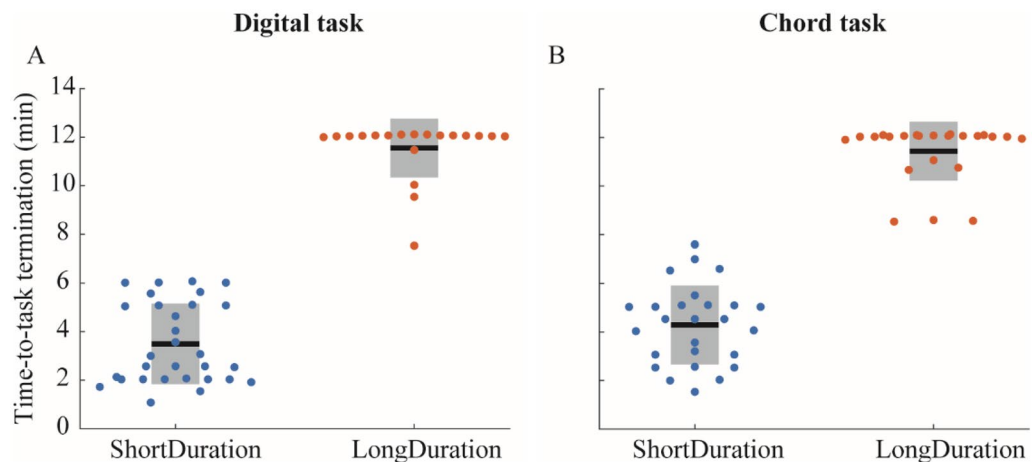 Digital task
Chord task
A
B
Time-to-task termination (min)
14
12
10
8
6
4
2
0
ShortDuration
LongDuration
ShortDuration
LongDuration